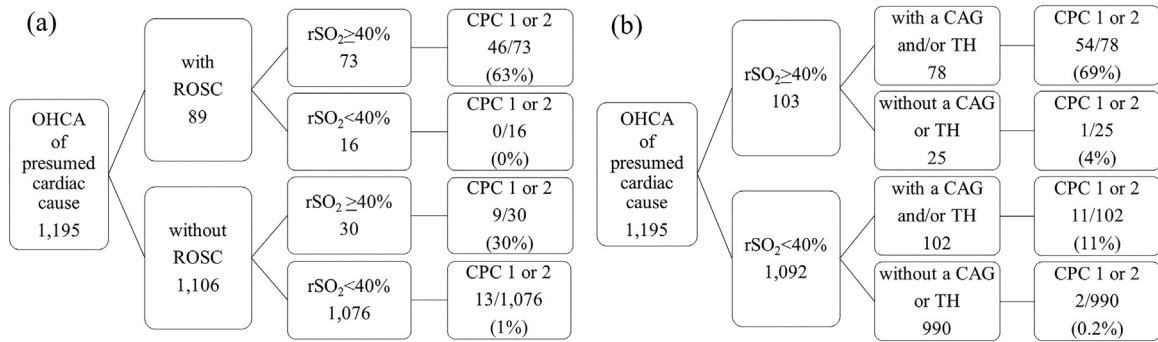 (a)
OHCA
of
presumed
cardiac
cause
1,195
with
ROSC
89
rSO₂≥40%
73
CPC 1 or 2
46/73
(63%)
rSO₂<40%
16
CPC 1 or 2
0/16
(0%)
without
ROSC
1,106
rSO₂ ≥40%
30
CPC 1 or 2
9/30
(30%)
rSO₂<40%
1,076
CPC 1 or 2
13/1,076
(1%)
(b)
OHCA
of
presumed
cardiac
cause
1,195
rSO₂≥40%
103
with a CAG
and/or TH
78
CPC 1 or 2
54/78
(69%)
without a CAG
or TH
25
CPC 1 or 2
1/25
(4%)
rSO₂<40%
1,092
with a CAG
and/or TH
102
CPC 1 or 2
11/102
(11%)
without a CAG
or TH
990
CPC 1 or 2
2/990
(0.2%)